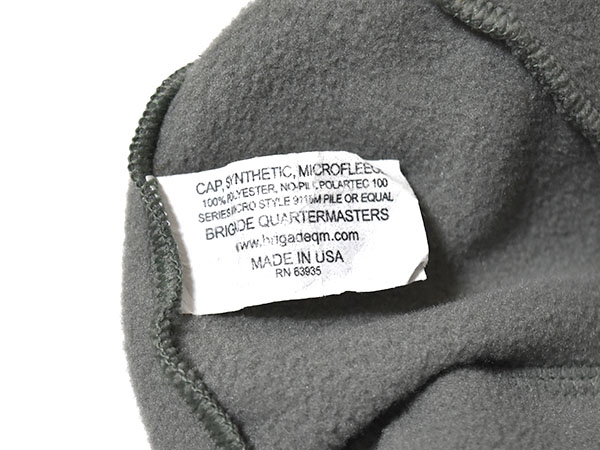 CAP, SYNTHETIC, MICROFLEECE
100% POLYESTER, NO-PILL, POLARTEC 100
SERIES MICRO STYLE PILE OR EQUAL
BRIGADE QUARTERMASTERS
www.brigadeqm.com
MADE IN USA
RN 63935